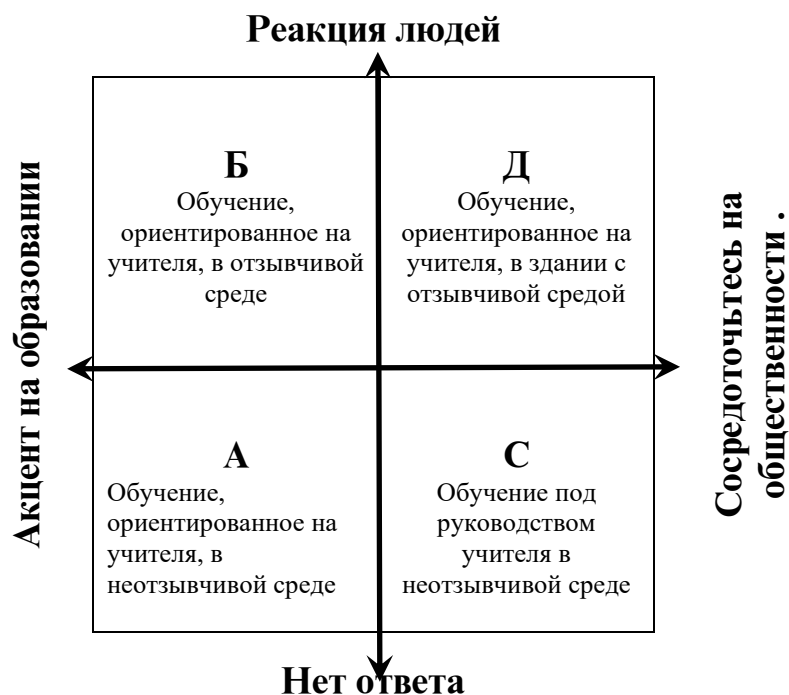 Реакция людей
Акцент на образовании
Б
Обучение,
ориентированное на
учителя, в отзывчивой
среде
Д
Обучение,
ориентированное на
учителя, в здании с
отзывчивой средой
Сосредоточьтесь на
общественности .
А
Обучение,
ориентированное на
учителя, в
неотзывчивой среде
С
Обучение под
руководством
учителя в
неотзывчивой среде
Нет ответа